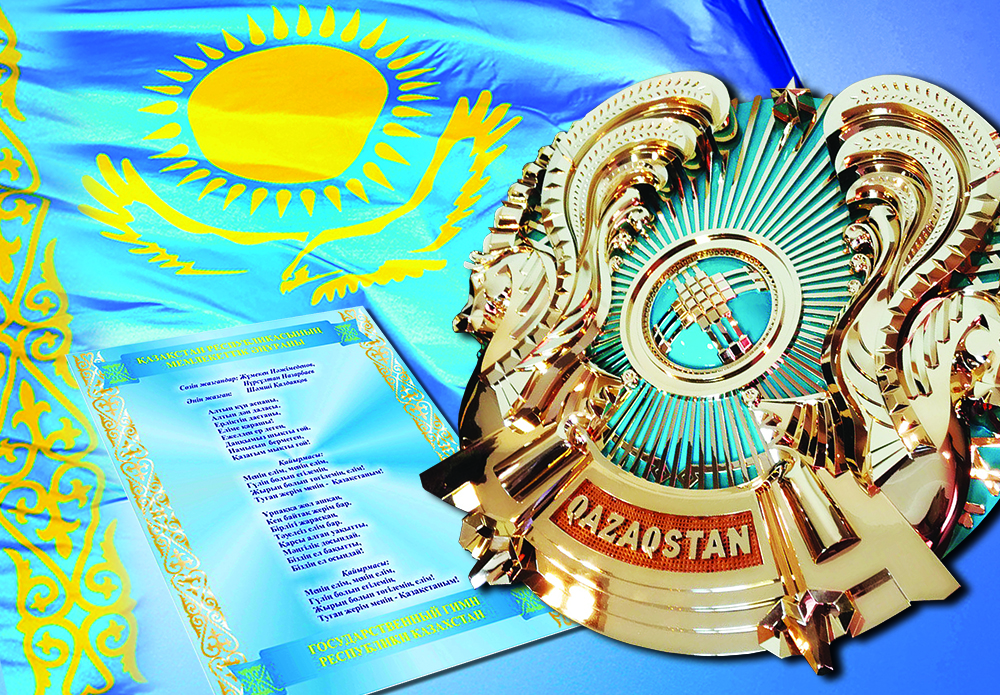 ҚАЗАҚСТАН РЕСПУБЛИКАСЫНЫҢ
МЕМЛЕКЕТТІК ӘНҰРАНЫ
Сөзін жазғандар: Жұмекен Нәжімеденов,
Нұрсұлтан Назарбаев
Әнін жазған: Шәмші Қалдаяқов
Алтын күн аспаны,
Алтын дән даласы,
Ерліктің дастаны,
Еліме қарашы!
Ежелден ер деген,
Даңқымыз шықты ғой!
Намысын бермеген,
Қазағым мықты ғой!
Қайырмасы:
Менің елім, менің елім,
Гүлің болып егілемін,
Жырың болып төгілемін, елім!
Туған жерім менің - Қазақстаным!
Ұрпаққа жол ашқан,
Кең байтақ жерім бар.
Бірлігі жарасқан,
Тәуелсіз елім бар.
Қарсы алған уақытты,
Мәңгілік досындай.
Біздің ел бақытты,
Біздің ел осындай!
Қайырмасы:
Менің елім, менің елім,
Гүлің болып егілемін,
Жырың болып төгілемін, елім!
Туған жерім менің - Қазақстаным!
ГОСУДАРСТВЕННЫЙ ГИМН
РЕСПУБЛИКИ КАЗАХСТАН
QAZAQSTAN